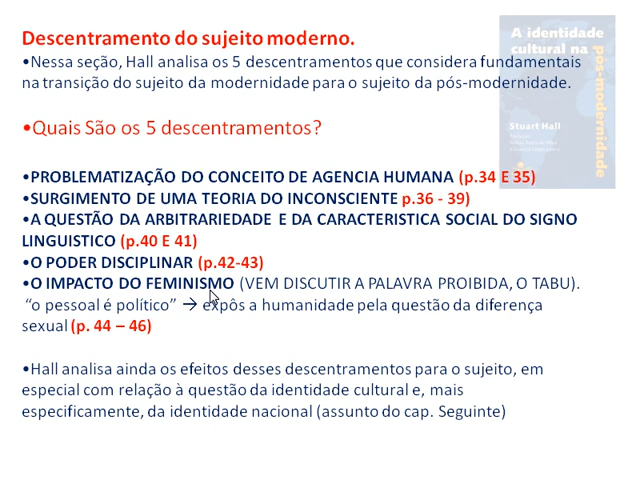 Descentramento do sujeito moderno.
•Nessa seção, Hall analisa os 5 descentramentos que considera fundamentais
na transição do sujeito da modernidade para o sujeito da pós-modernidade.
A identidade
cultural na
pós-modernidade
Stuart Hall
•Quais São os 5 descentramentos?
•PROBLEMATIZAÇÃO DO CONCEITO DE AGENCIA HUMANA (p.34 E 35)
•SURGIMENTO DE UMA TEORIA DO INCONSCIENTE p.36 - 39)
•A QUESTÃO DA ARBITRARIEDADE E DA CARACTERISTICA SOCIAL DO SIGNO
LINGUISTICO (p.40 E 41)
•O PODER DISCIPLINAR (p.42-43)
•O IMPACTO DO FEMINISMO (VEM DISCUTIR A PALAVRA PROIBIDA, O TABU).
“o pessoal é político” → expôs a humanidade pela questão da diferença
sexual (p. 44 – 46)
•Hall analisa ainda os efeitos desses descentramentos para o sujeito, em
especial com relação à questão da identidade cultural e, mais
especificamente, da identidade nacional (assunto do cap. Seguinte)